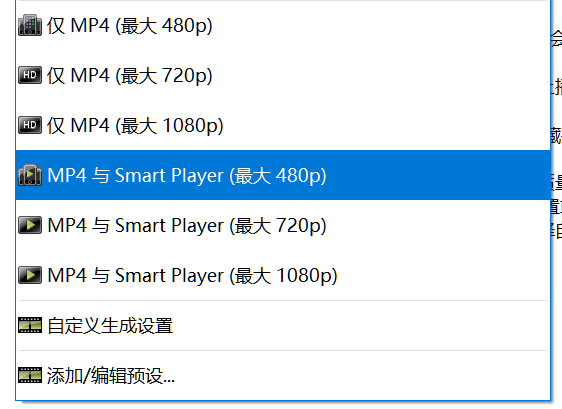 仅 MP4 (最大 480p)
HD 仅 MP4 (最大 720p)
HD 仅 MP4 (最大 1080p)
MP4 与 Smart Player (最大 480p)
MP4 与 Smart Player (最大 720p)
MP4 与 Smart Player (最大 1080p)
自定义生成设置
添加/编辑预设...